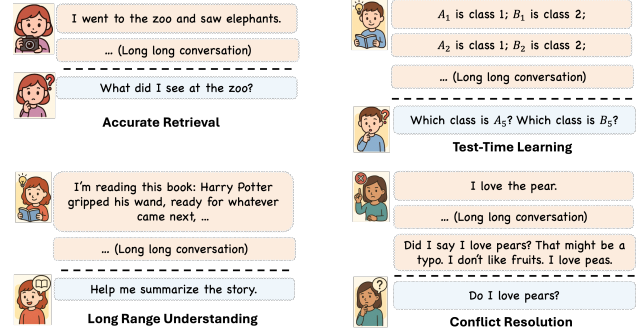 I went to the zoo and saw elephants.
... (Long long conversation)
What did I see at the zoo?
Accurate Retrieval
A₁ is class 1; B₁ is class 2;
A₂ is class 1; B₂ is class 2;
... (Long long conversation)
Which class is A₅? Which class is B₅?
Test-Time Learning
I'm reading this book: Harry Potter
gripped his wand, ready for whatever
came next, ...
... (Long long conversation)
Help me summarize the story.
Long Range Understanding
I love the pear.
... (Long long conversation)
Did I say I love pears? That might be a
typo. I don't like fruits. I love peas.
Do I love pears?
Conflict Resolution